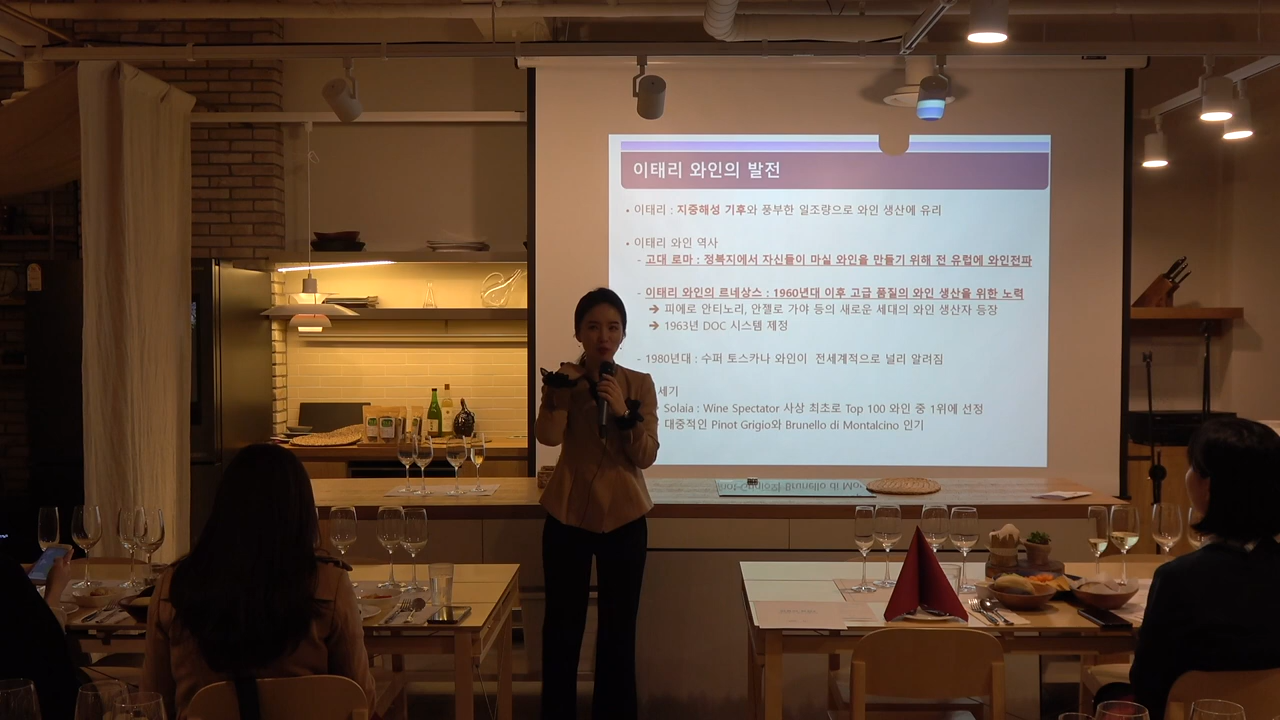 이태리 와인의 발전
• 이태리 : 지중해성 기후와 풍부한 일조량으로 와인 생산에 유리
• 이태리 와인 역사
- 고대 로마 : 정복지에서 자신들이 마실 와인을 만들기 위해 전 유럽에 와인전파
- 이태리 와인의 르네상스 : 1960년대 이후 고급 품질의 와인 생산을 위한 노력
➔ 피에로 안티노리, 안젤로 가야 등의 새로운 세대의 와인 생산자 등장
➔ 1963년 DOC 시스템 제정
- 1980년대 : 수퍼 토스카나 와인이 전세계적으로 널리 알려짐
세기
Solaia : Wine Spectator 사상 최초로 Top 100 와인 중 1위에 선정
대중적인 Pinot Grigio와 Brunello di Montalcino 인기